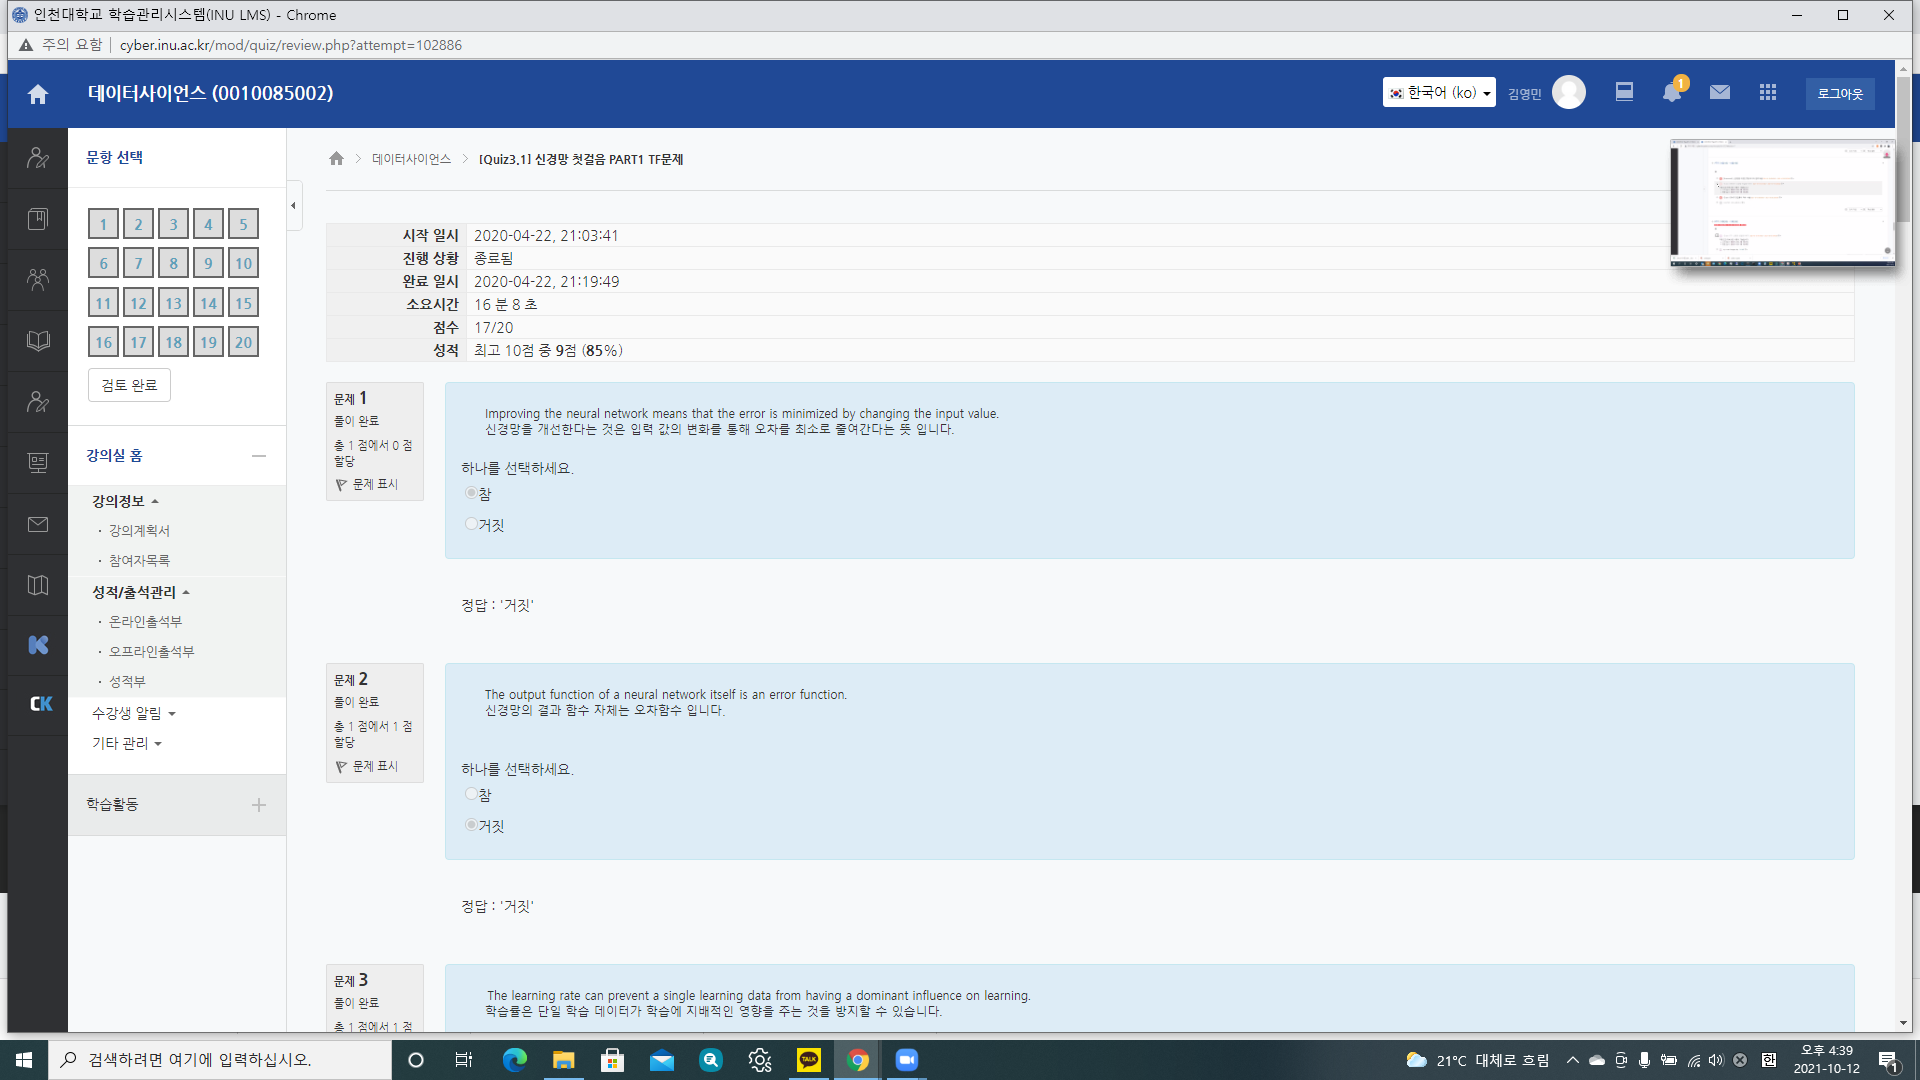 인천대학교 학습관리시스템(INU LMS) - Chrome
주의 요함 | cyber.inu.ac.kr/mod/quiz/review.php?attempt=102886
데이터사이언스 (0010085002)
한국어 (ko)
김영민
1
로그아웃
문항 선택
1 2 3 4 5
6 7 8 9 10
11 12 13 14 15
16 17 18 19 20
검토 완료
강의실 홈
강의정보
· 강의계획서
· 참여자목록
성적/출석관리
· 온라인출석부
· 오프라인출석부
· 성적부
수강생 알림
기타 관리
학습활동
CK
데이터사이언스 > [Quiz3.1] 신경망 첫걸음 PART1 TF문제
시작 일시 2020-04-22, 21:03:41
진행 상황 종료됨
완료 일시 2020-04-22, 21:19:49
소요시간 16 분 8 초
점수 17/20
성적 최고 10점 중 9점 (85%)
문제 1
풀이 완료
총 1 점에서 0 점
할당
문제 표시
Improving the neural network means that the error is minimized by changing the input value.
신경망을 개선한다는 것은 입력 값의 변화를 통해 오차를 최소로 줄여간다는 뜻 입니다.
하나를 선택하세요.
참
거짓
정답 : '거짓'
문제 2
풀이 완료
총 1 점에서 1 점
할당
문제 표시
The output function of a neural network itself is an error function.
신경망의 결과 함수 자체는 오차함수 입니다.
하나를 선택하세요.
참
거짓
정답 : '거짓'
문제 3
풀이 완료
총 1 점에서 1 점
The learning rate can prevent a single learning data from having a dominant influence on learning.
학습률은 단일 학습 데이터가 학습에 지배적인 영향을 주는 것을 방지할 수 있습니다.
검색하려면 여기에 입력하십시오.
TALK
21°C 대체로 흐림
한
오후 4:39
2021-10-12
1